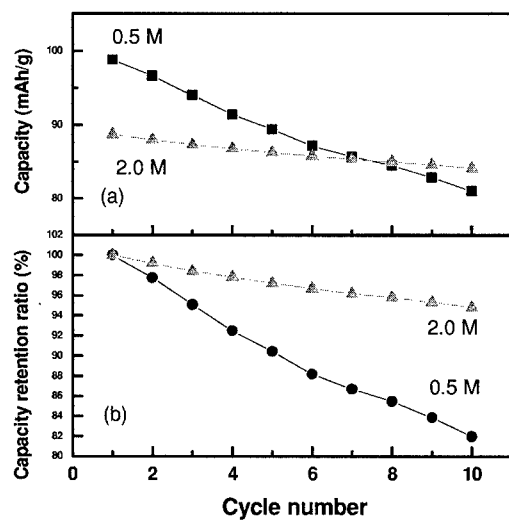 0.5 M
100
90
80
2.0 M
(a)
Capacity (mAh/g)
102
100
98
96
94
92
90
88
86
84
82
80
2.0 M
0.5 M
(b)
Capacity retention ratio (%)
0 2 4 6 8 10
Cycle number